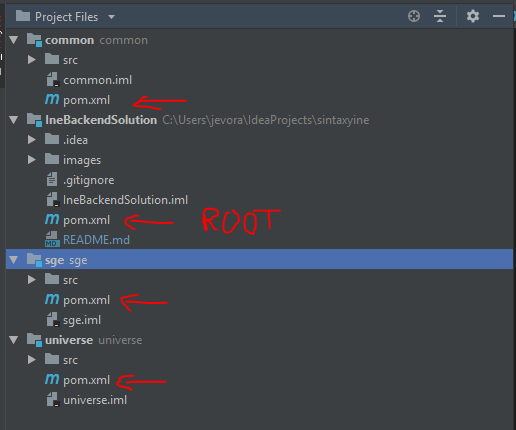 Project Files
common common
src
common.iml
pom.xml
IneBackendSolution C:\Users\jevora\IdeaProjects\sintaxyine
.idea
images
.gitignore
IneBackendSolution.iml
pom.xml ROOT
README.md
sge sge
src
pom.xml
sge.iml
universe universe
src
pom.xml
universe.iml